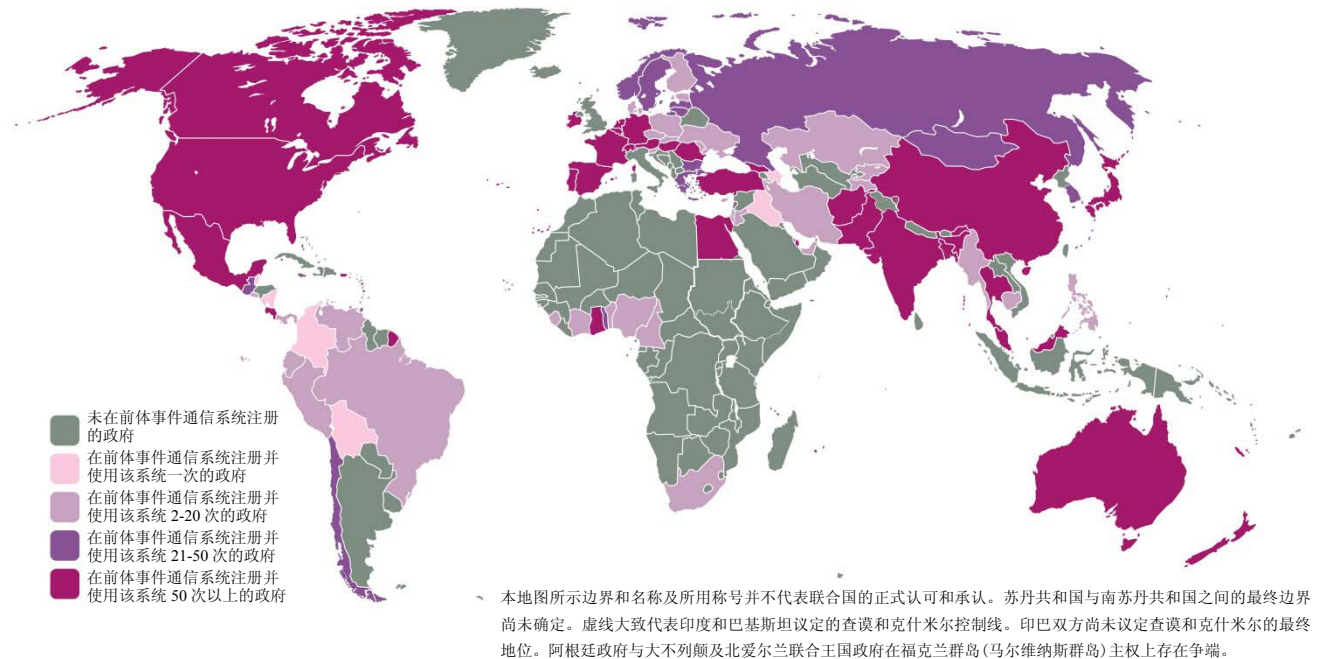 未在前体事件通信系统注册
的政府
在前体事件通信系统注册并
使用该系统一次的政府
在前体事件通信系统注册并
使用该系统 2-20 次的政府
在前体事件通信系统注册并
使用该系统 21-50 次的政府
在前体事件通信系统注册并
使用该系统 50 次以上的政府
本地图所示边界和名称及所用称号并不代表联合国的正式认可和承认。苏丹共和国与南苏丹共和国之间的最终边界
尚未确定。虚线大致代表印度和巴基斯坦议定的查谟和克什米尔控制线。印巴双方尚未议定查谟和克什米尔的最终
地位。阿根廷政府与大不列颠及北爱尔兰联合王国政府在福克兰群岛(马尔维纳斯群岛)主权上存在争端。